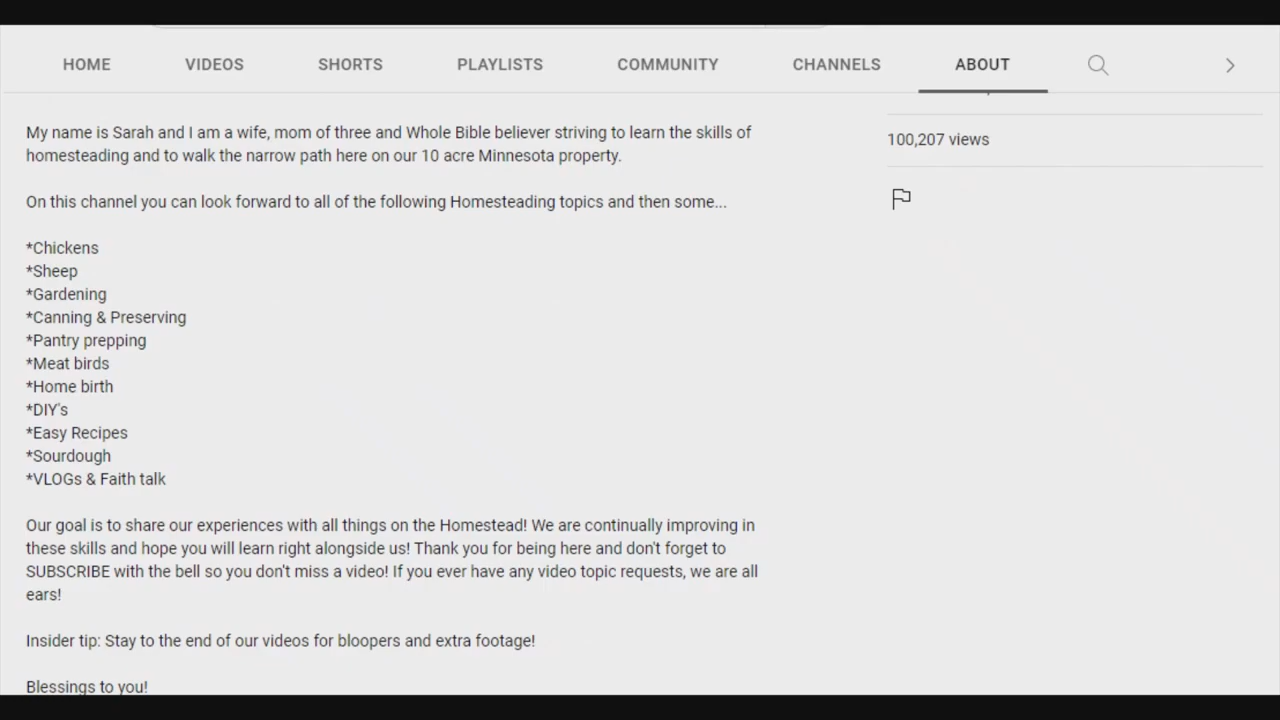 HOME VIDEOS SHORTS PLAYLISTS COMMUNITY CHANNELS ABOUT
My name is Sarah and I am a wife, mom of three and Whole Bible believer striving to learn the skills of
homesteading and to walk the narrow path here on our 10 acre Minnesota property.
On this channel you can look forward to all of the following Homesteading topics and then some...
*Chickens
*Sheep
*Gardening
*Canning & Preserving
*Pantry prepping
*Meat birds
*Home birth
*DIY's
*Easy Recipes
*Sourdough
*VLOGs & Faith talk
Our goal is to share our experiences with all things on the Homestead! We are continually improving in
these skills and hope you will learn right alongside us! Thank you for being here and don't forget to
SUBSCRIBE with the bell so you don't miss a video! If you ever have any video topic requests, we are all
ears!
Insider tip: Stay to the end of our videos for bloopers and extra footage!
Blessings to you!
100,207 views